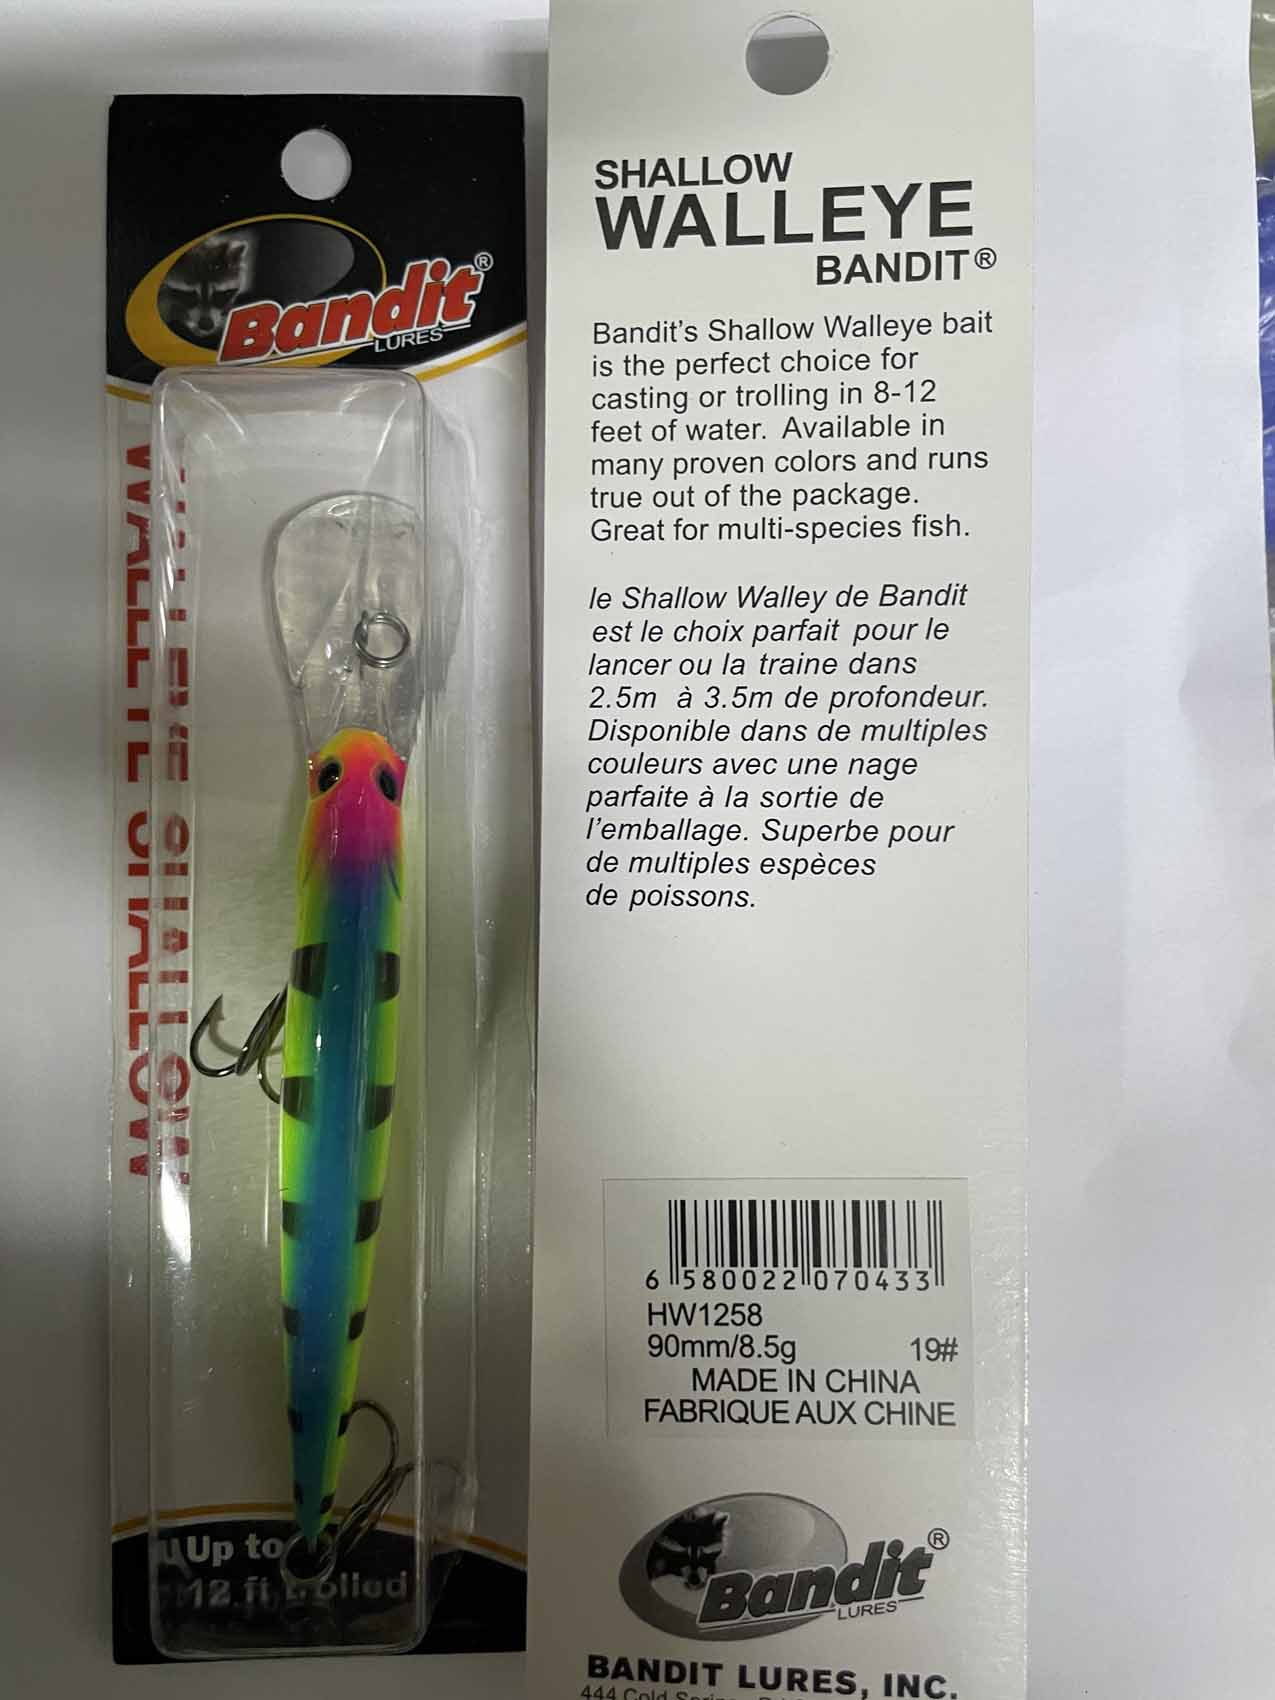 Bandit®
LURES
WALLEYE SHALLOW
Up to
12 ft
SHALLOW
WALLEYE
BANDIT®
Bandit's Shallow Walleye bait
is the perfect choice for
casting or trolling in 8-12
feet of water. Available in
many proven colors and runs
true out of the package.
Great for multi-species fish.
le Shallow Walley de Bandit
est le choix parfait pour le
lancer ou la traine dans
2.5m à 3.5m de profondeur.
Disponible dans de multiples
couleurs avec une nage
parfaite à la sortie de
l'emballage. Superbe pour
de multiples espèces
de poissons.
6 580022 070433
HW1258
90mm/8.5g 19#
MADE IN CHINA
FABRIQUE AUX CHINE
Bandit®
LURES
BANDIT LURES, INC.
444 Cold